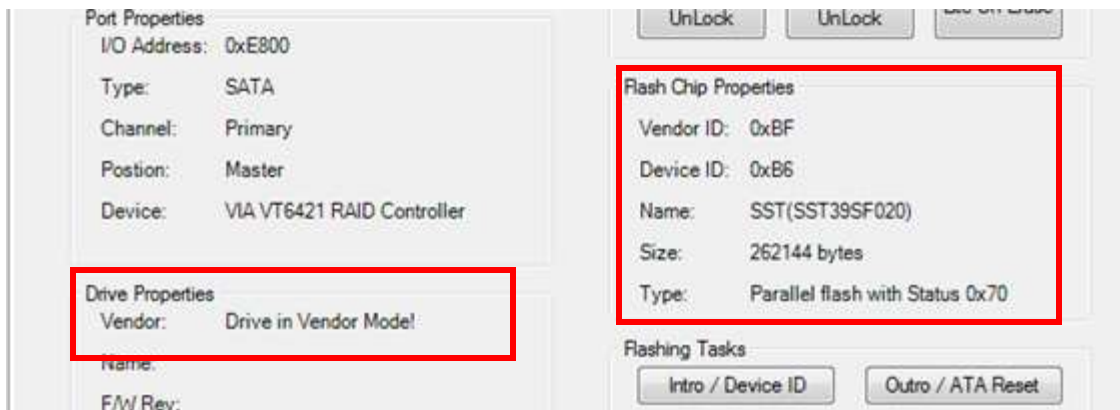 Port Properties
I/O Address: 0xE800
Type: SATA
Channel: Primary
Postion: Master
Device: VIA VT6421 RAID Controller
Drive Properties
Vendor: Drive in Vendor Mode!
Name:
F/W Rev:
UnLock UnLock
Flash Chip Properties
Vendor ID: 0xBF
Device ID: 0xB6
Name: SST(SST39SF020)
Size: 262144 bytes
Type: Parallel flash with Status 0x70
Flashing Tasks
Intro / Device ID Outro / ATA Reset